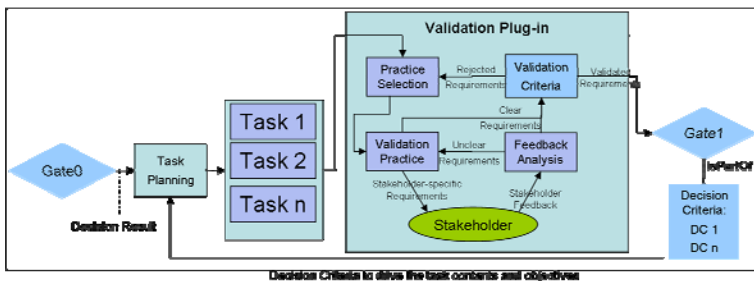 Validation Plug-in
Practice
Selection
Rejected
Requirements
Validation
Criteria
Validated
Requirements
Clear
Requirements
Task 1
Task 2
Task n
Gate0
Task
Planning
Decision Result
Validation
Practice
Unclear
Requirements
Feedback
Analysis
Stakeholder-specific
Requirements
Stakeholder
Feedback
Stakeholder
Gate1
isPartOf
Decision
Criteria:
DC 1
DC n
Decision Criteria to drive the task contents and objectives